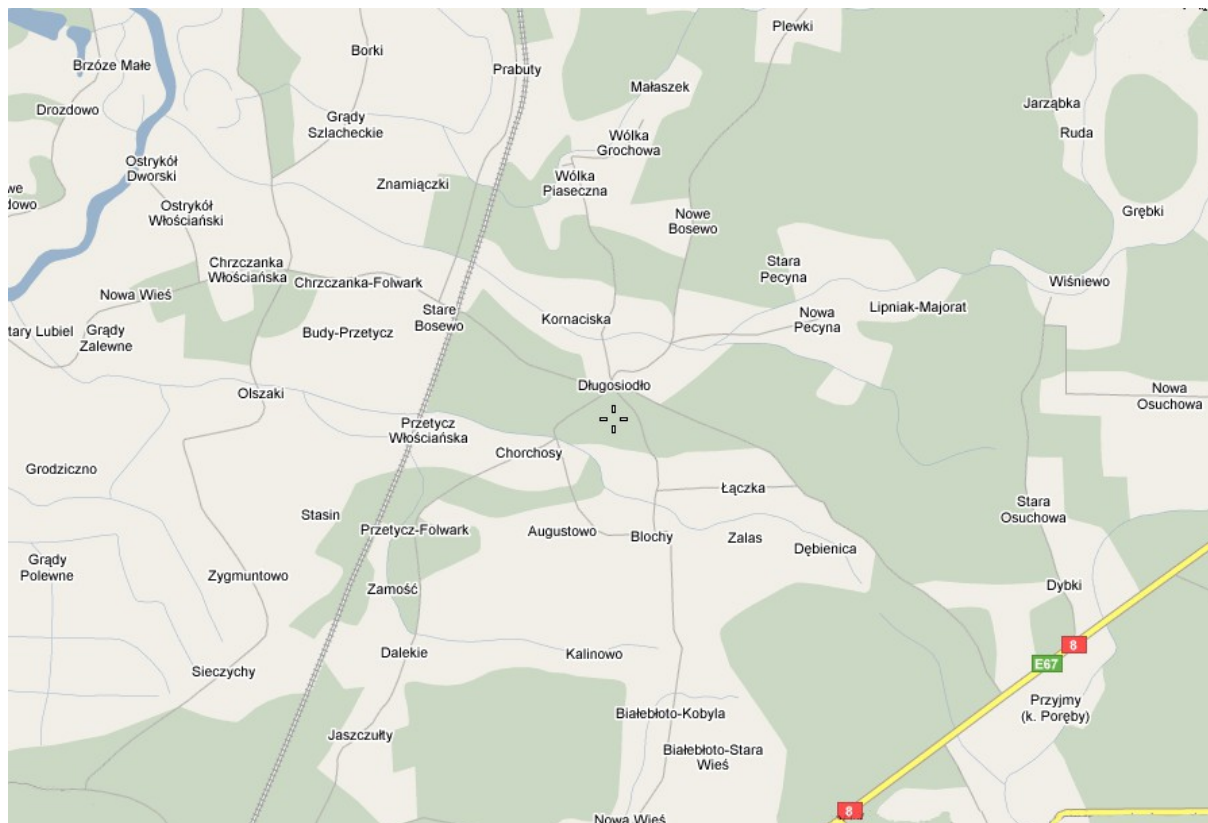 Plewki
Borki
Brzóze Małe
Prabuty
Małaszek
Drozdowo
Jarząbka
Grądy
Szlacheckie
Ruda
Wólka
Grochowa
Ostrykół
Dworski
Znamiączki
Wólka
Piaseczna
we
dowo
Ostrykół
Włościański
Nowe
Bosewo
Grębki
Chrzczanka
Włościańska
Stara
Pecyna
Chrzczanka-Folwark
Wiśniewo
Nowa Wieś
Stare
Bosewo
Kornaciska
Nowa
Pecyna
Lipniak-Majorat
tary Lubiel
Grądy
Zalewne
Budy-Przetycz
Długosiodło
Olszaki
Nowa
Osuchowa
Przetycz
Włościańska
Chorchosy
Grodziczno
Łączka
Stasin
Stara
Osuchowa
Przetycz-Folwark
Augustowo
Blochy
Zalas
Dębienica
Grądy
Polewne
Zygmuntowo
Zamość
Dybki
8
Dalekie
Kalinowo
E67
Sieczychy
Przyjmy
(k. Poręby)
Białebłoto-Kobyla
Jaszczułty
Białebłoto-Stara
Wieś
8
Nowa Wieś